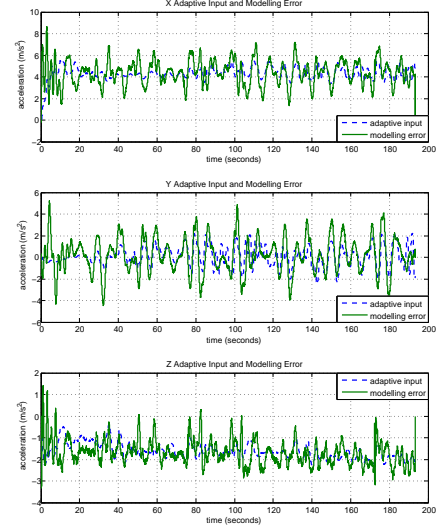 X Adaptive Input and Modelling Error
10
8
6
4
2
0
−2
acceleration (m/s²)
0 20 40 60 80 100 120 140 160 180 200
time (seconds)
adaptive input
modelling error
Y Adaptive Input and Modelling Error
6
4
2
0
−2
−4
−6
acceleration (m/s²)
0 20 40 60 80 100 120 140 160 180 200
time (seconds)
adaptive input
modelling error
Z Adaptive Input and Modelling Error
2
1
0
−1
−2
−3
−4
acceleration (m/s²)
0 20 40 60 80 100 120 140 160 180 200
time (seconds)
adaptive input
modelling error